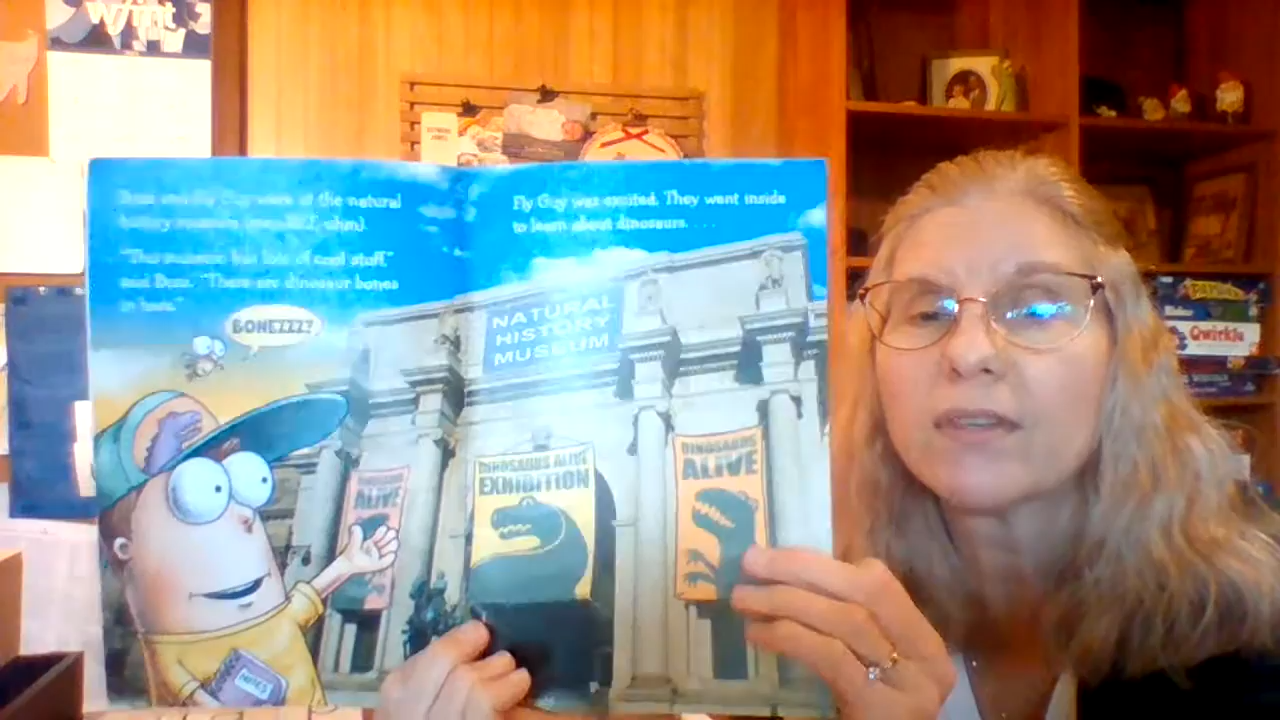 wfint
Buzz and Fly Guy were at the natural
history museum
"This museum has lots of cool stuff,"
said Buzz. "There are dinosaur bones
in here."
BONEZZZ?
Fly Guy was excited. They went inside
to learn about dinosaurs. . . .
NATURAL
HISTORY
MUSEUM
DINOSAURS
ALIVE
DINOSAURS ALIVE
EXHIBITION
DINOSAURS
ALIVE
NOTES
Qwirkle